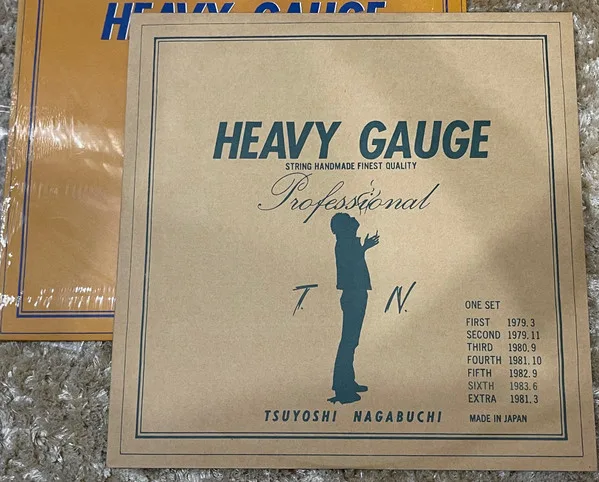 HEAVY GAUGE
HEAVY GAUGE
STRING HANDMADE FINEST QUALITY
Professional
T. N.
ONE SET
FIRST 1979.3
SECOND 1979.11
THIRD 1980.9
FOURTH 1981.10
FIFTH 1982.9
SIXTH 1983.6
EXTRA 1981.3
TSUYOSHI NAGABUCHI
MADE IN JAPAN